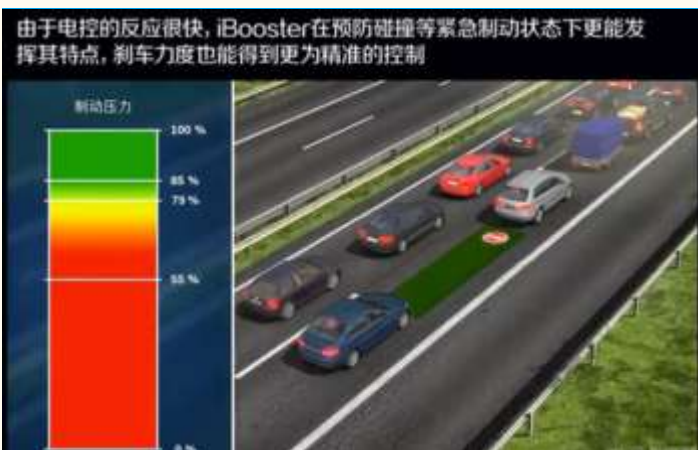 由于电控的反应很快，iBooster在预防碰撞等紧急制动状态下更能发
挥其特点，刹车力度也能得到更为精准的控制
制动压力
100 %
85 %
79 %
55 %
0 %